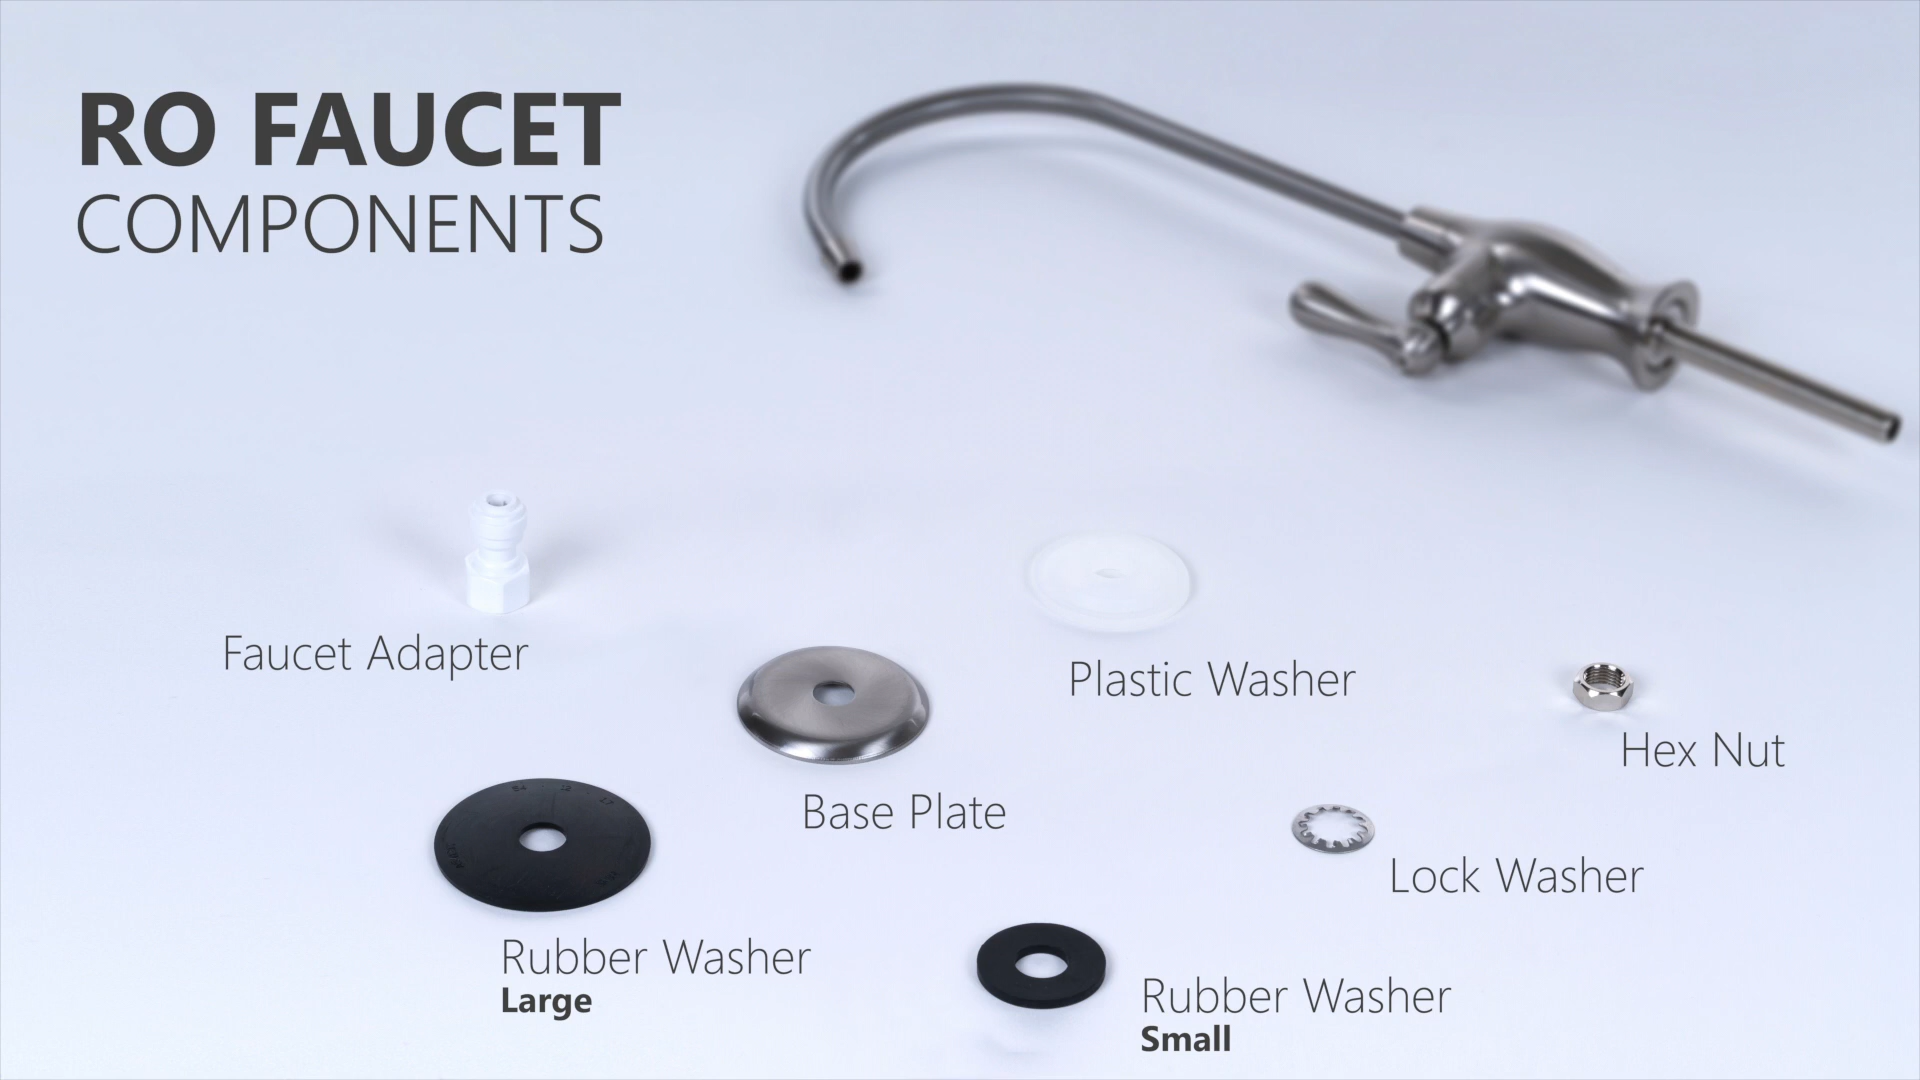 RO FAUCET
COMPONENTS
Faucet Adapter
Plastic Washer
Hex Nut
Base Plate
Lock Washer
Rubber Washer
Large
Rubber Washer
Small